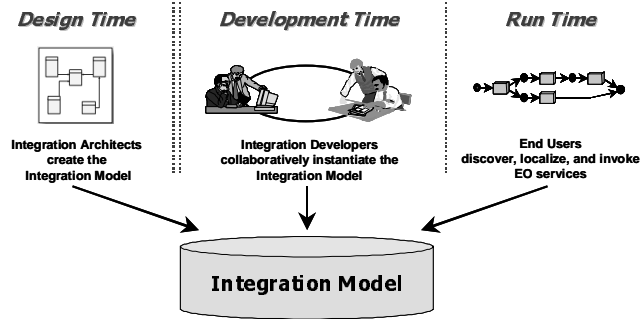 Design Time
Development Time
Run Time
Integration Architects
create the
Integration Model
Integration Developers
collaboratively instantiate the
Integration Model
End Users
discover, localize, and invoke
EO services
Integration Model